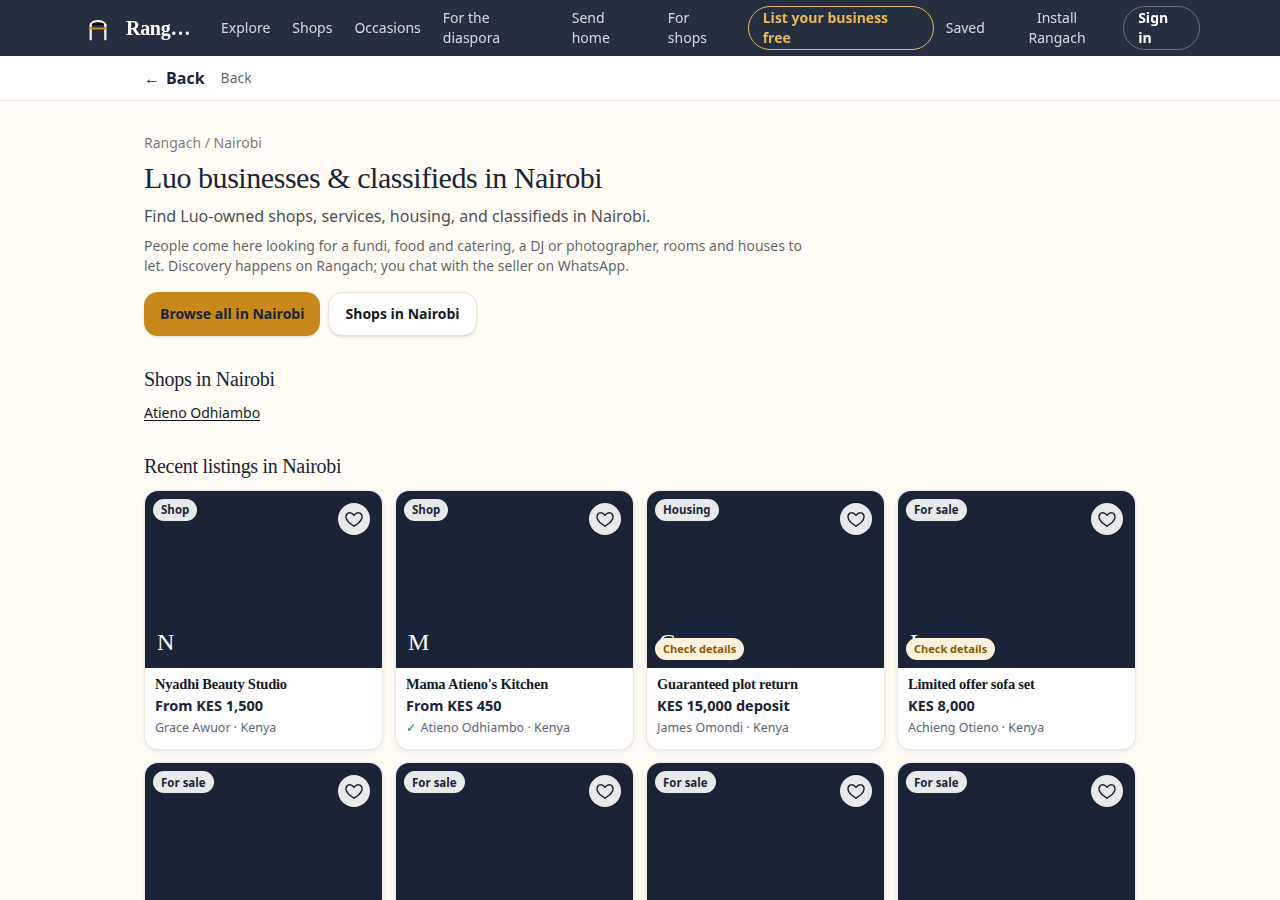 Rang…
Explore
Shops
Occasions
For the
diaspora
Send
home
For
shops
List your business
free
Saved
Install
Rangach
Sign
in
← Back
Back
Rangach / Nairobi
Luo businesses & classifieds in Nairobi
Find Luo-owned shops, services, housing, and classifieds in Nairobi.
People come here looking for a fundi, food and catering, a DJ or photographer, rooms and houses to
let. Discovery happens on Rangach; you chat with the seller on WhatsApp.
Browse all in Nairobi
Shops in Nairobi
Shops in Nairobi
Atieno Odhiambo
Recent listings in Nairobi
Shop
N
Nyadhi Beauty Studio
From KES 1,500
Grace Awuor · Kenya
Shop
M
Mama Atieno's Kitchen
From KES 450
✓ Atieno Odhiambo · Kenya
Housing
Check details
Guaranteed plot return
KES 15,000 deposit
James Omondi · Kenya
For sale
Check details
Limited offer sofa set
KES 8,000
Achieng Otieno · Kenya
For sale
For sale
For sale
For sale